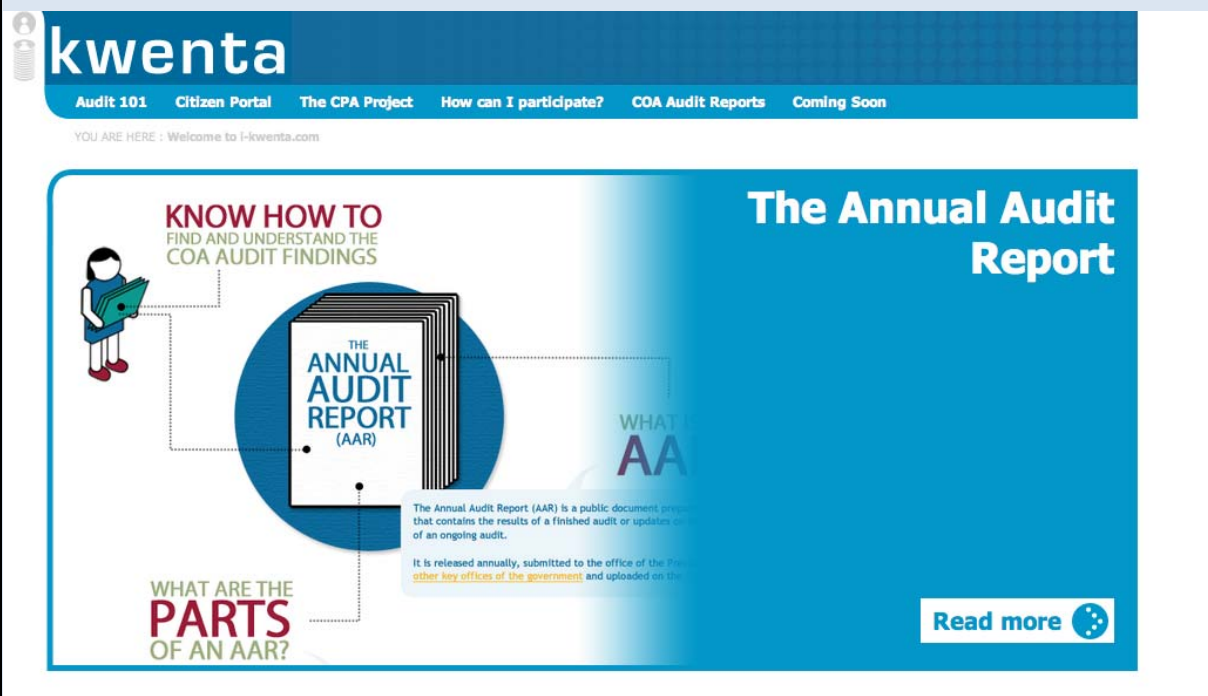 kwenta
Audit 101 Citizen Portal The CPA Project How can I participate? COA Audit Reports Coming Soon
YOU ARE HERE : Welcome to i-kwenta.com
KNOW HOW TO
FIND AND UNDERSTAND THE
COA AUDIT FINDINGS
THE
ANNUAL
AUDIT
REPORT
(AAR)
WHAT
AA
The Annual Audit Report (AAR) is a public document
that contains the results of a finished audit or updates
of an ongoing audit.
It is released annually, submitted to the office of the
other key offices of the government and uploaded on the
WHAT ARE THE
PARTS
OF AN AAR?
The Annual Audit
Report
Read more